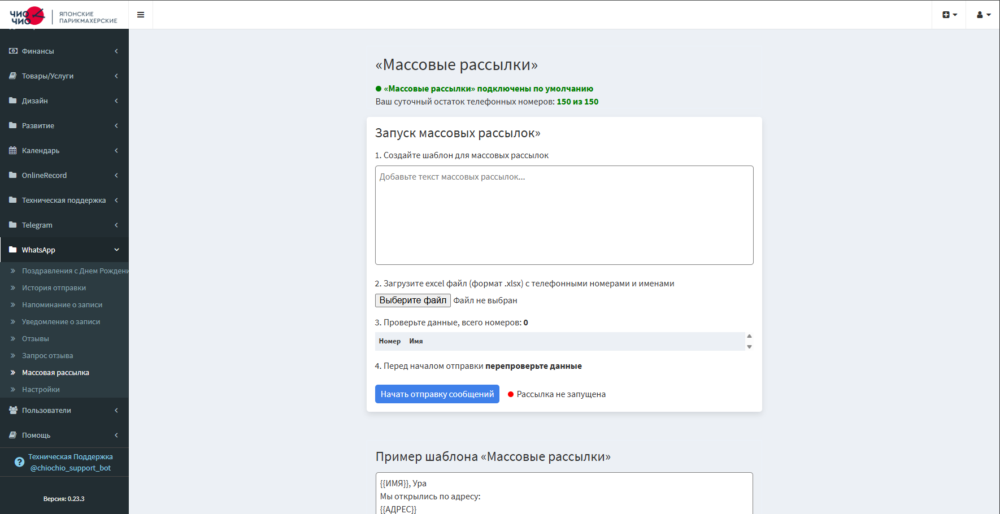 ЧИО
ЧИО
ЯПОНСКИЕ
ПАРИКМАХЕРСКИЕ
Финансы
Товары/Услуги
Дизайн
Развитие
Календарь
OnlineRecord
Техническая поддержка
Telegram
WhatsApp
Поздравления с Днем Рождени
История отправки
Напоминание о записи
Уведомление о записи
Отзывы
Запрос отзыва
Массовая рассылка
Настройки
Пользователи
Помощь
Техническая Поддержка
@chiochio_support_bot
Версия: 0.23.3
«Массовые рассылки»
«Массовые рассылки» подключены по умолчанию
Ваш суточный остаток телефонных номеров: 150 из 150
Запуск массовых рассылок»
1. Создайте шаблон для массовых рассылок
Добавьте текст массовых рассылок...
2. Загрузите excel файл (формат .xlsx) с телефонными номерами и именами
Выберите файл Файл не выбран
3. Проверьте данные, всего номеров: 0
Номер Имя
4. Перед началом отправки перепроверьте данные
Начать отправку сообщений Рассылка не запущена
Пример шаблона «Массовые рассылки»
{{ИМЯ}}, Ура
Мы открылись по адресу:
{{АДРЕС}}